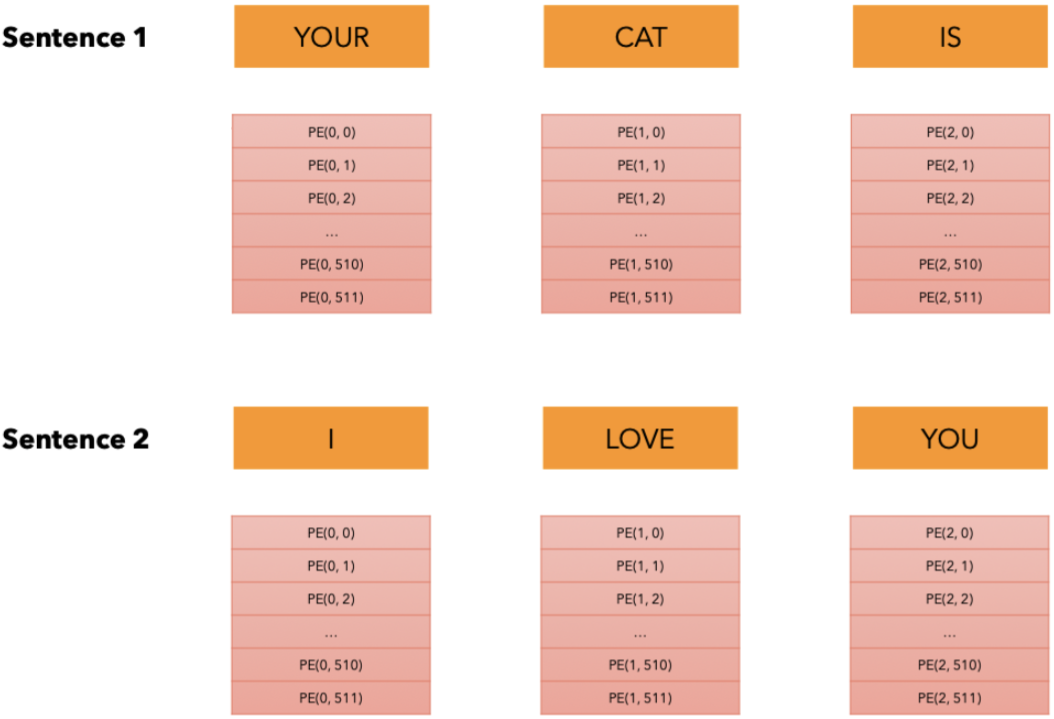 Sentence 1 YOUR CAT IS
PE(0, 0) PE(1, 0) PE(2, 0)
PE(0, 1) PE(1, 1) PE(2, 1)
PE(0, 2) PE(1, 2) PE(2, 2)
... ... ...
PE(0, 510) PE(1, 510) PE(2, 510)
PE(0, 511) PE(1, 511) PE(2, 511)
Sentence 2 I LOVE YOU
PE(0, 0) PE(1, 0) PE(2, 0)
PE(0, 1) PE(1, 1) PE(2, 1)
PE(0, 2) PE(1, 2) PE(2, 2)
... ... ...
PE(0, 510) PE(1, 510) PE(2, 510)
PE(0, 511) PE(1, 511) PE(2, 511)